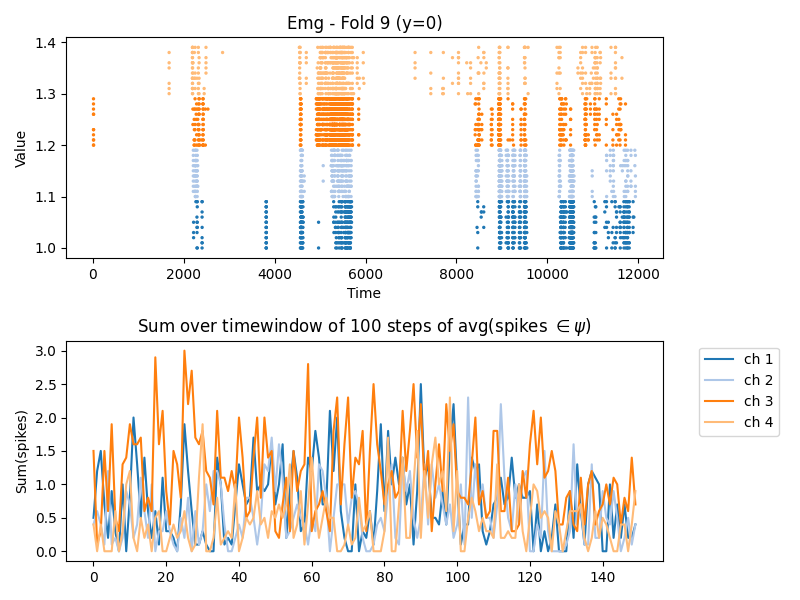 Emg - Fold 9 (y=0)
1.4
1.3
1.2
1.1
1.0
Value
0 2000 4000 6000 8000 10000 12000
Time
Sum over timewindow of 100 steps of avg(spikes ∈ ψ)
3.0
2.5
2.0
1.5
1.0
0.5
0.0
Sum(spikes)
0 20 40 60 80 100 120 140
ch 1
ch 2
ch 3
ch 4